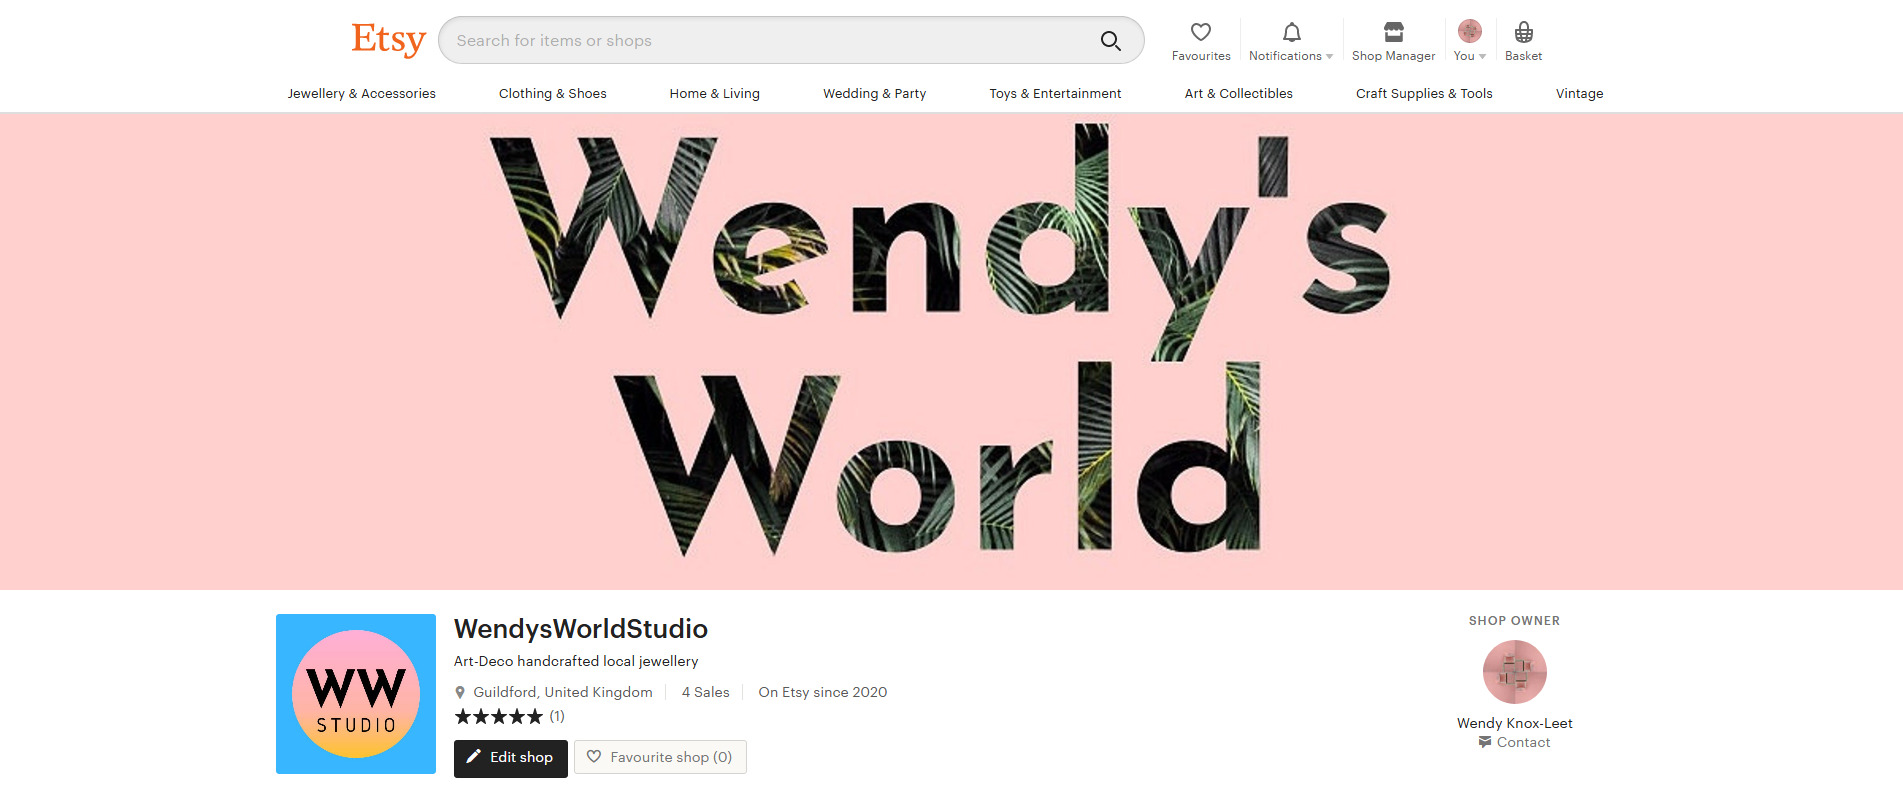 Etsy
Search for items or shops
Favourites
Notifications
Shop Manager
You
Basket
Jewellery & Accessories
Clothing & Shoes
Home & Living
Wedding & Party
Toys & Entertainment
Art & Collectibles
Craft Supplies & Tools
Vintage
Wendy's
World
WW
STUDIO
WendysWorldStudio
Art-Deco handcrafted local jewellery
Guildford, United Kingdom
4 Sales
On Etsy since 2020
(1)
Edit shop
Favourite shop (0)
SHOP OWNER
Wendy Knox-Leet
Contact